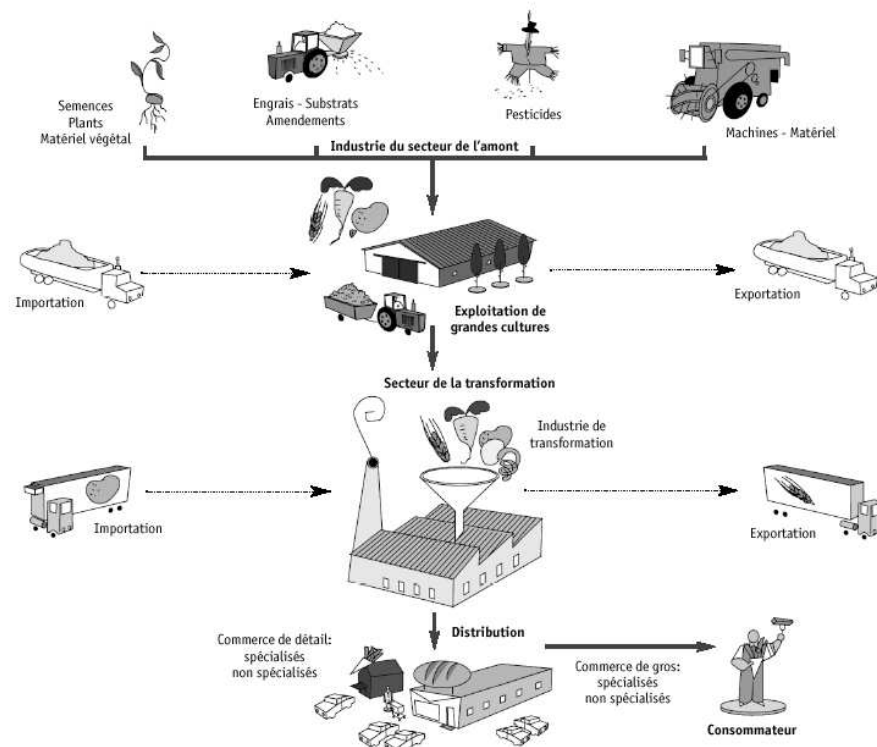 Semences
Plants
Matériel végétal
Engrais - Substrats
Amendements
Pesticides
Machines - Matériel
Industrie du secteur de l'amont
Importation
Exploitation de
grandes cultures
Exportation
Secteur de la transformation
Industrie de
transformation
Importation
Exportation
Distribution
Commerce de détail:
spécialisés
non spécialisés
Commerce de gros:
spécialisés
non spécialisés
Consommateur